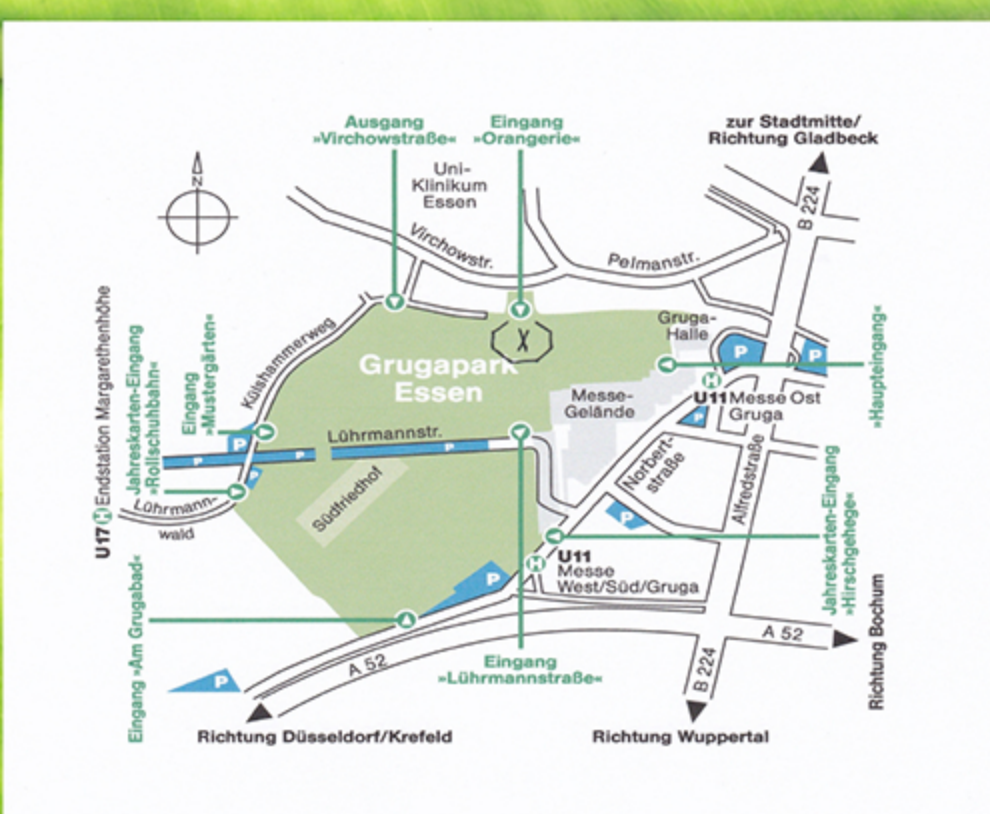 Ausgang
»Virchowstraße«
Eingang
»Orangerie«
zur Stadtmitte/
Richtung Gladbeck
N
Uni-
Klinikum
Essen
B 224
Virchowstr.
Pelmanstr.
Gruga-
Halle
P
P
Grugapark
Essen
Külshammerweg
H
U11 Messe Ost
Gruga
P
Messe-
Gelände
»Haupteingang«
U17 H Endstation Margarethenhöhe
Jahreskarten-Eingang
»Rollschuhbahn«
Eingang
»Mustergärten«
P
Lührmannstr.
P
P
P
P
Lührmann-
wald
Südfriedhof
Norbert-
straße
Alfredstraße
P
Jahreskarten-Eingang
»Hirschgehege«
H
U11
Messe
West/Süd/Gruga
P
Eingang »Am Grugabad«
P
A 52
Eingang
»Lührmannstraße«
A 52
B 224
Richtung Bochum
Richtung Düsseldorf/Krefeld
Richtung Wuppertal